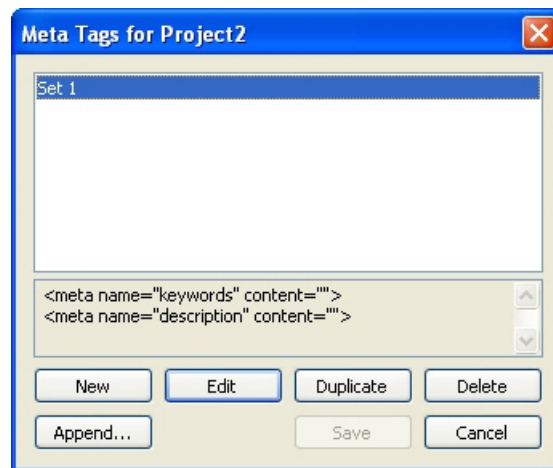 Meta Tags for Project2
Set 1
<meta name="keywords" content="">
<meta name="description" content="">
New Edit Duplicate Delete
Append... Save Cancel